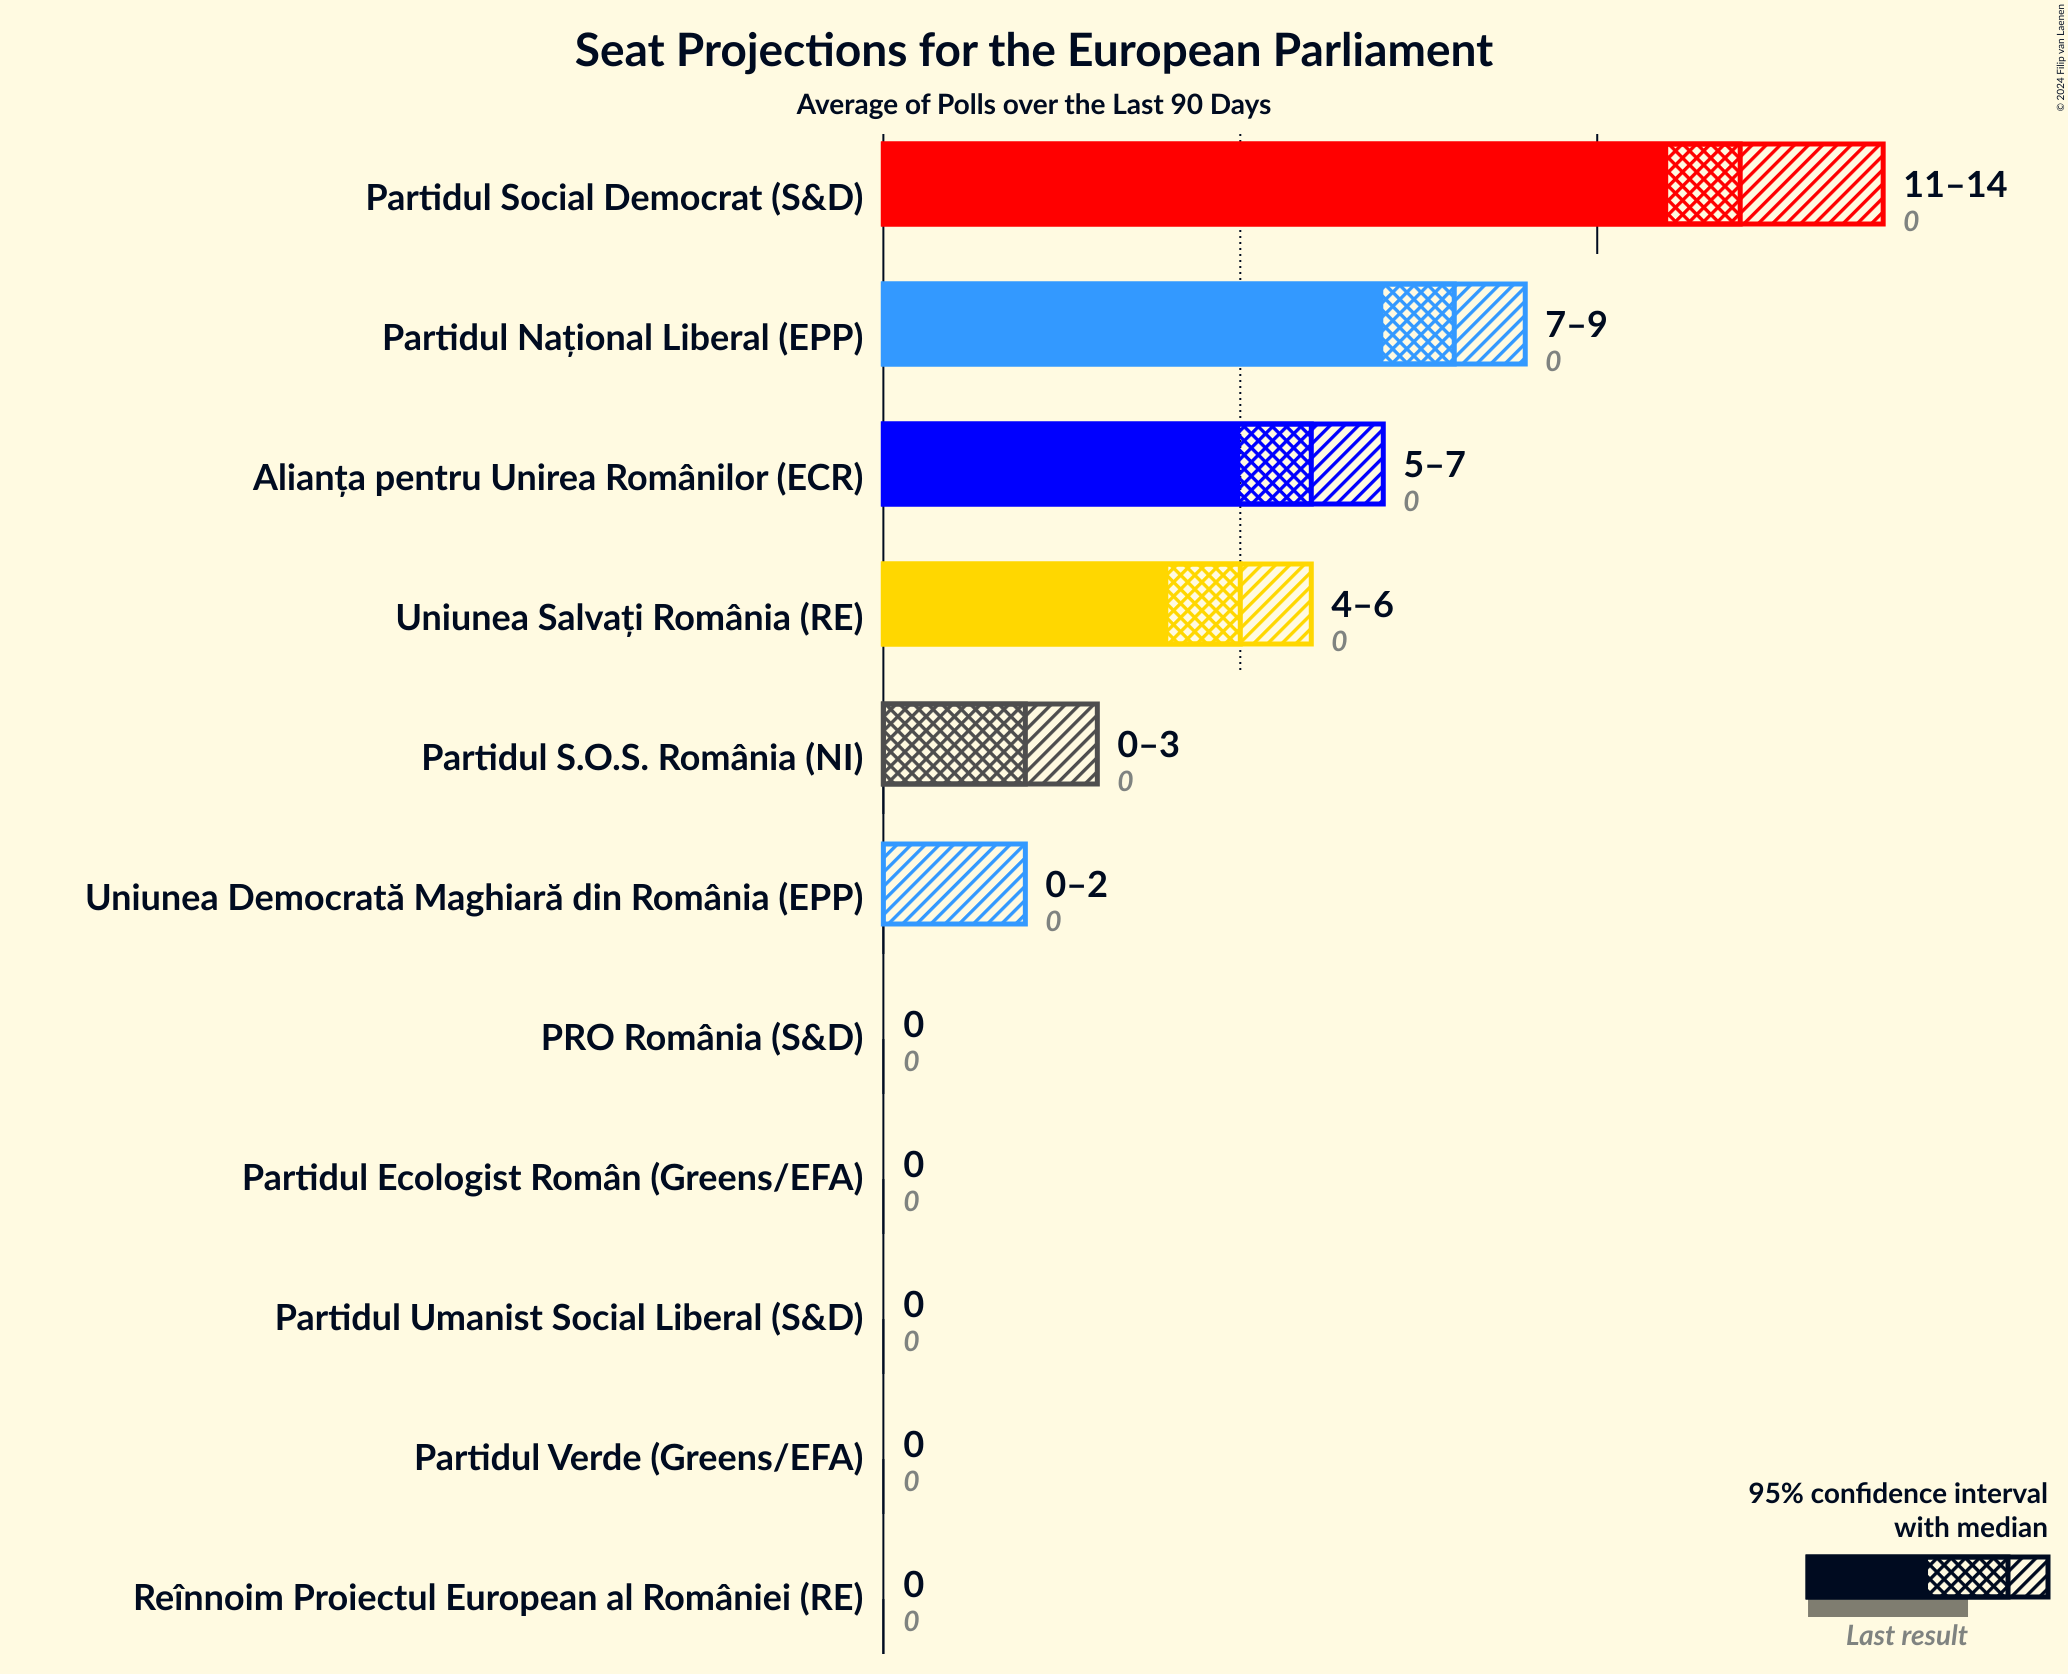 Seat Projections for the European Parliament
Average of Polls over the Last 90 Days
© 2024 Filip van Laenen
Partidul Social Democrat (S&D)
11–14
0
Partidul Național Liberal (EPP)
7–9
0
Alianța pentru Unirea Românilor (ECR)
5–7
0
Uniunea Salvați România (RE)
4–6
0
Partidul S.O.S. România (NI)
0–3
0
Uniunea Democrată Maghiară din România (EPP)
0–2
0
PRO România (S&D)
0
0
Partidul Ecologist Român (Greens/EFA)
0
0
Partidul Umanist Social Liberal (S&D)
0
0
Partidul Verde (Greens/EFA)
0
0
Reînnoim Proiectul European al României (RE)
0
0
95% confidence interval
with median
Last result